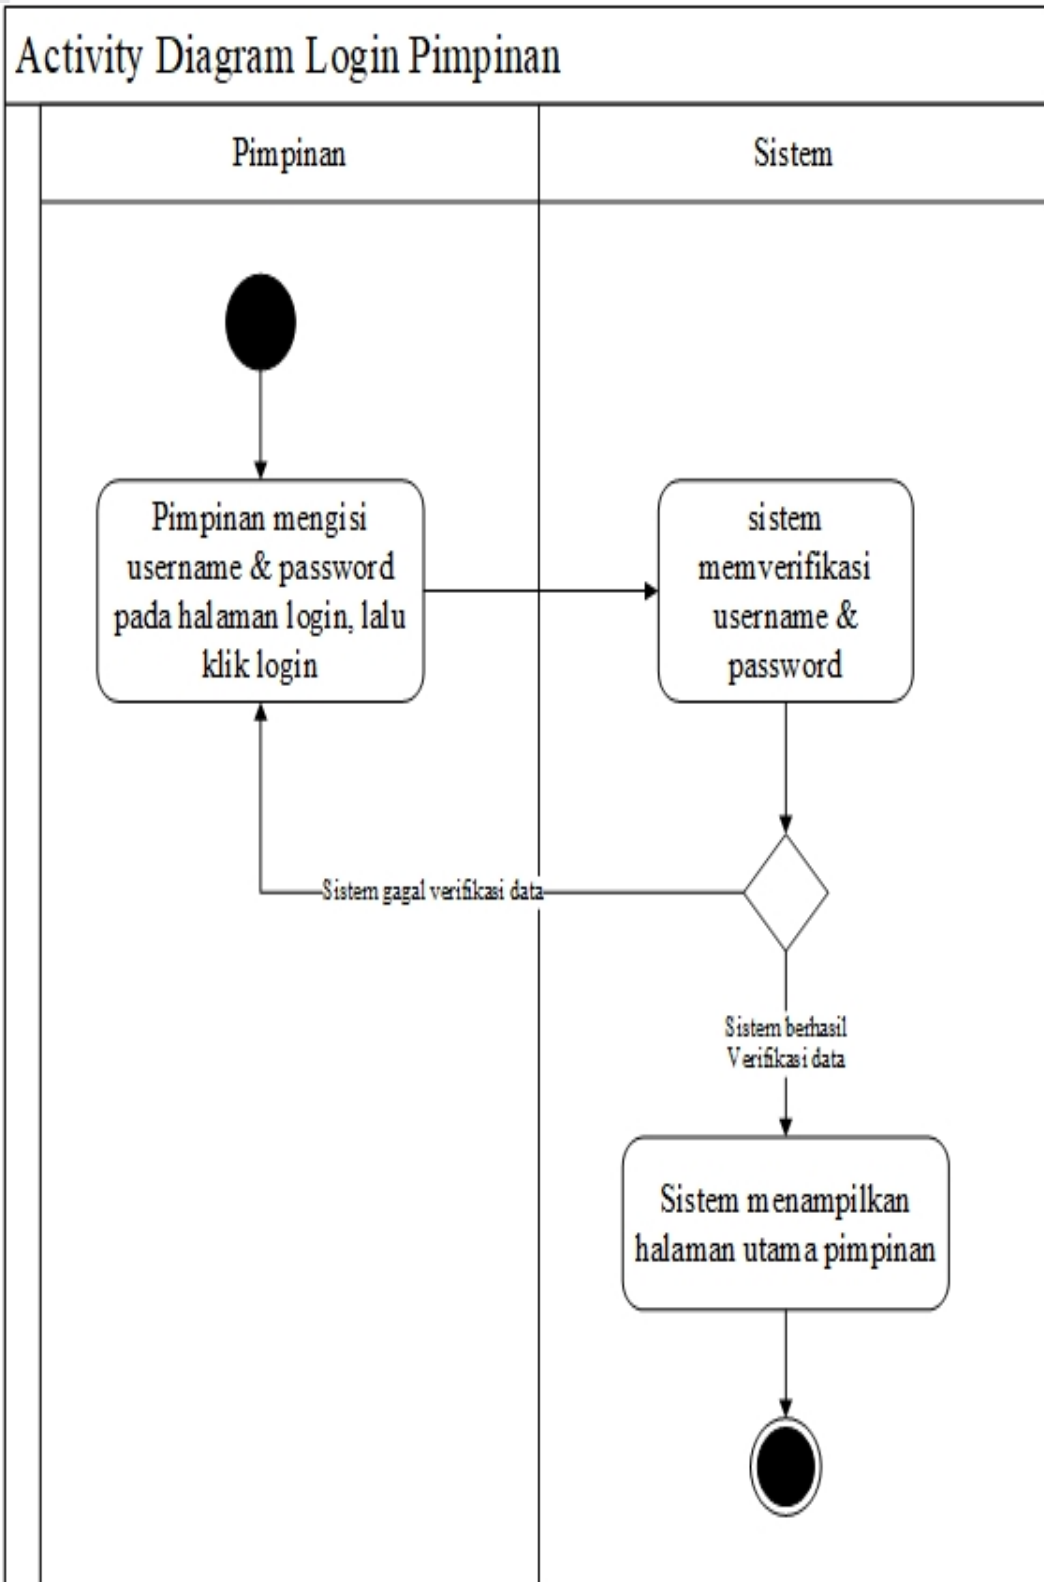 Activity Diagram Login Pimpinan
Pimpinan
Sistem
Pimpinan mengisi
username & password
pada halaman login, lalu
klik login
sistem
memverifikasi
username &
password
Sistem gagal verifikasi data
Sistem berhasil
Verifikasi data
Sistem menampilkan
halaman utama pimpinan